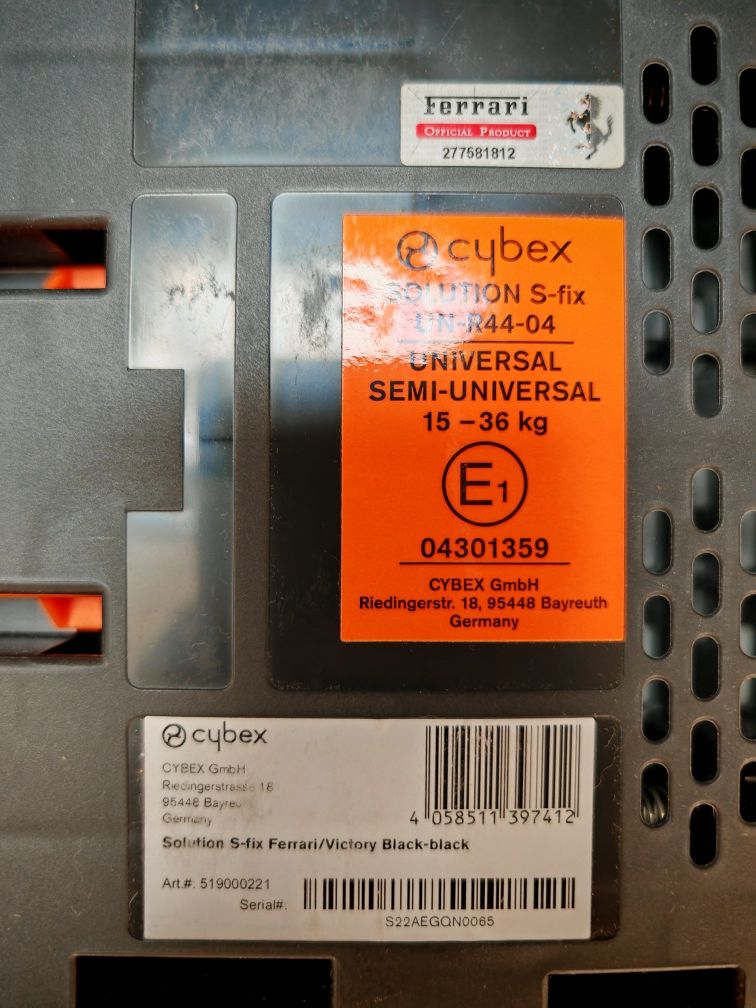 Ferrari
OFFICIAL PRODUCT
277581812
cybex
SOLUTION S-fix
UN-R44-04
UNIVERSAL
SEMI-UNIVERSAL
15 – 36 kg
E1
04301359
CYBEX GmbH
Riedingerstr. 18, 95448 Bayreuth
Germany
cybex
CYBEX GmbH
Riedingerstrasse 18
95448 Bayreu
Germany
4 058511 397412
Solution S-fix Ferrari/Victory Black-black
Art.#: 519000221
Serial#:
S22AEGQN0065